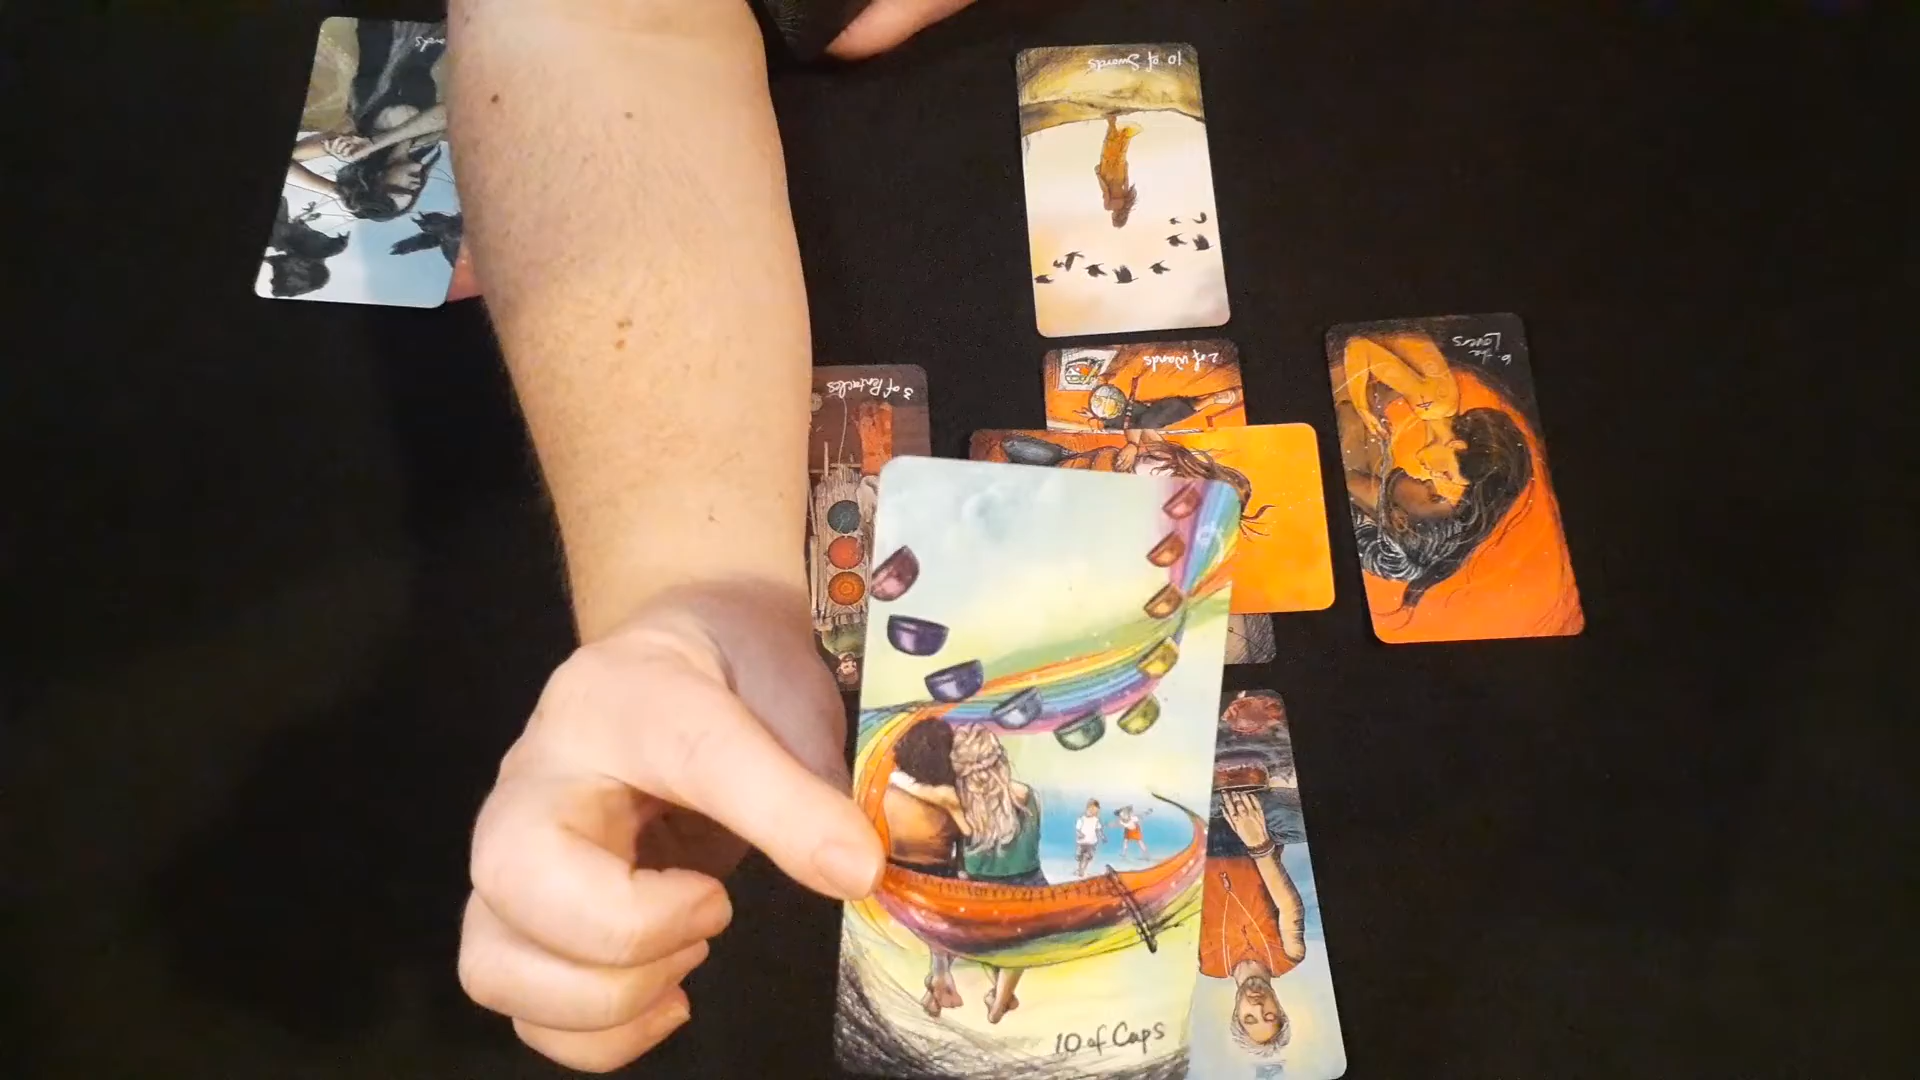 10 of Swords
2 of Wands
6. the
Lovers
3 of Pentacles
10 of Cups